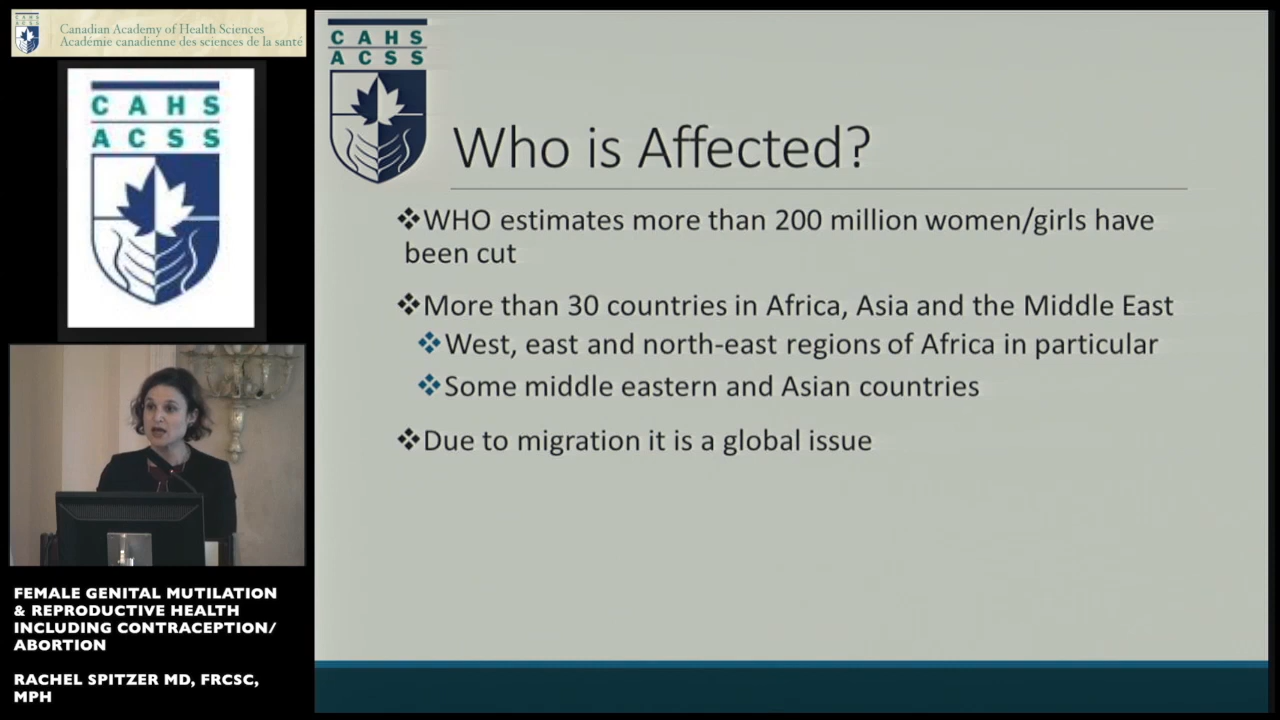 Canadian Academy of Health Sciences
Académie canadienne des sciences de la santé
CAHS
ACSS
FEMALE GENITAL MUTILATION
& REPRODUCTIVE HEALTH
INCLUDING CONTRACEPTION/
ABORTION
RACHEL SPITZER MD, FRCSC,
MPH
CAHS
ACSS
Who is Affected?
❖WHO estimates more than 200 million women/girls have
been cut
❖More than 30 countries in Africa, Asia and the Middle East
❖West, east and north-east regions of Africa in particular
❖Some middle eastern and Asian countries
❖Due to migration it is a global issue